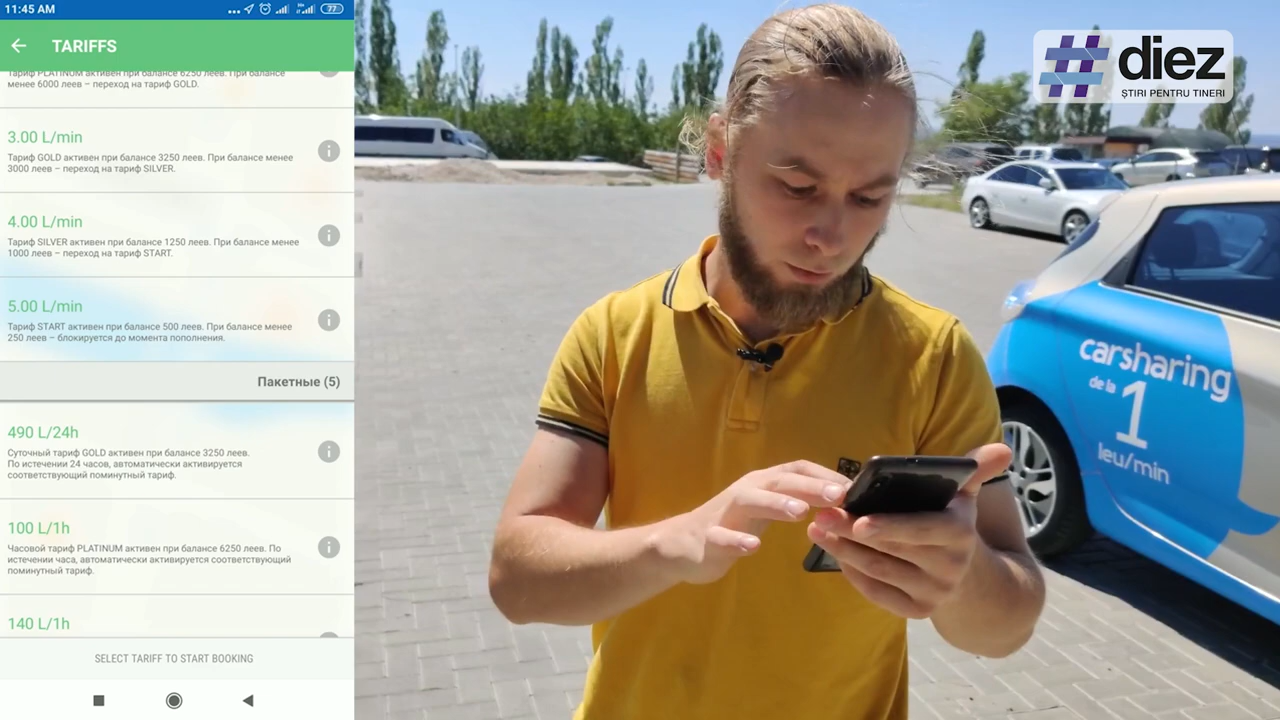 11:45 AM
77
TARIFFS
Тариф PLATINUM активен при балансе 6250 леев. При балансе
менее 6000 леев – переход на тариф GOLD.
3.00 L/min
Тариф GOLD активен при балансе 3250 леев. При балансе менее
3000 леев – переход на тариф SILVER.
4.00 L/min
Тариф SILVER активен при балансе 1250 леев. При балансе менее
1000 леев – переход на тариф START.
5.00 L/min
Тариф START активен при балансе 500 леев. При балансе менее
250 леев – блокируется до момента пополнения.
Пакетные (5)
490 L/24h
Суточный тариф GOLD активен при балансе 3250 леев.
По истечении 24 часов, автоматически активируется
соответствующий поминутный тариф.
100 L/1h
Часовой тариф PLATINUM активен при балансе 6250 леев. По
истечении часа, автоматически активируется соответствующий
поминутный тариф.
140 L/1h
SELECT TARIFF TO START BOOKING
#diez
ȘTIRI PENTRU TINERI
carsharing
de la
1
leu/min